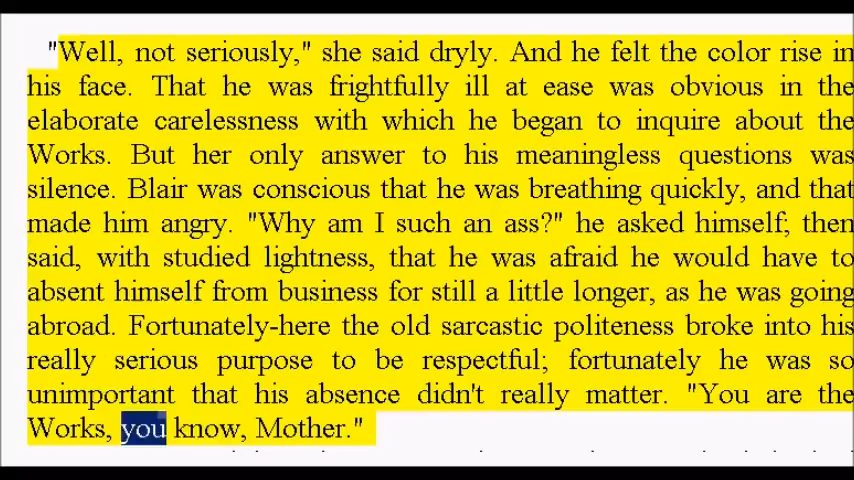 "Well, not seriously," she said dryly. And he felt the color rise in
his face. That he was frightfully ill at ease was obvious in the
elaborate carelessness with which he began to inquire about the
Works. But her only answer to his meaningless questions was
silence. Blair was conscious that he was breathing quickly, and that
made him angry. "Why am I such an ass?" he asked himself; then
said, with studied lightness, that he was afraid he would have to
absent himself from business for still a little longer, as he was going
abroad. Fortunately-here the old sarcastic politeness broke into his
really serious purpose to be respectful; fortunately he was so
unimportant that his absence didn't really matter. "You are the
Works, you know, Mother."